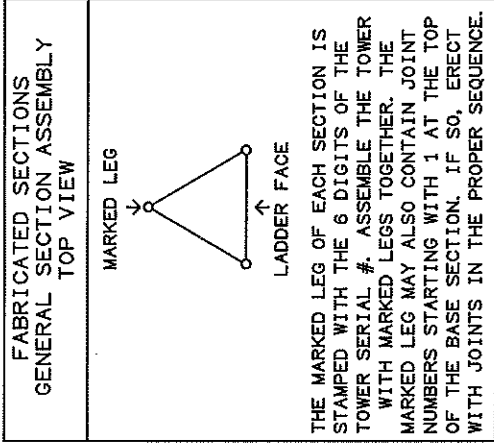 FABRICATED SECTIONS
GENERAL SECTION ASSEMBLY
TOP VIEW
MARKED LEG
LADDER FACE
THE MARKED LEG OF EACH SECTION IS
STAMPED WITH THE 6 DIGITS OF THE
TOWER SERIAL #. ASSEMBLE THE TOWER
WITH MARKED LEGS TOGETHER. THE
MARKED LEG MAY ALSO CONTAIN JOINT
NUMBERS STARTING WITH 1 AT THE TOP
OF THE BASE SECTION. IF SO, ERECT
WITH JOINTS IN THE PROPER SEQUENCE.